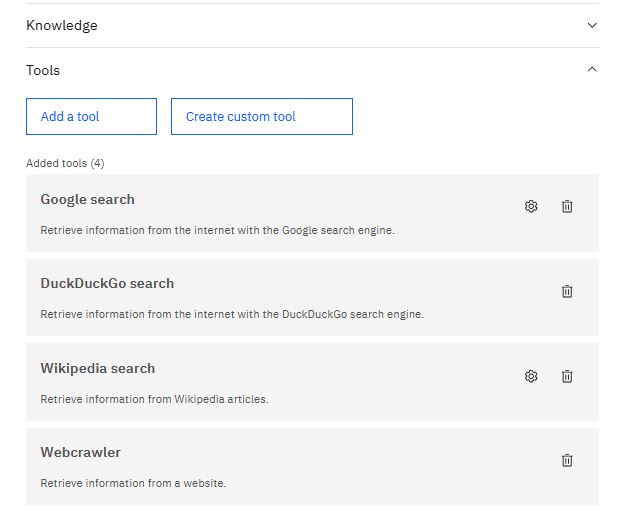 Knowledge
Tools
Add a tool
Create custom tool
Added tools (4)
Google search
Retrieve information from the internet with the Google search engine.
DuckDuckGo search
Retrieve information from the internet with the DuckDuckGo search engine.
Wikipedia search
Retrieve information from Wikipedia articles.
Webcrawler
Retrieve information from a website.